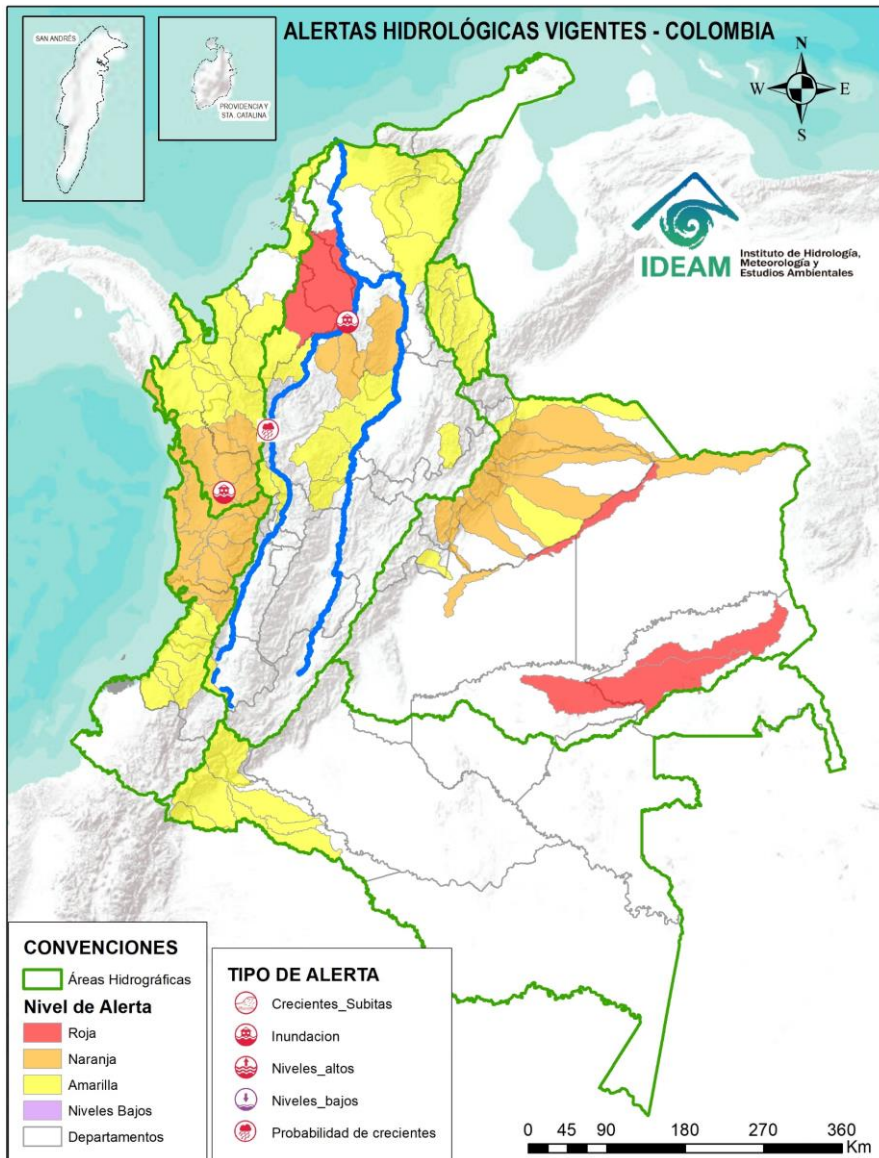 ALERTAS HIDROLÓGICAS VIGENTES - COLOMBIA
SAN ANDRÉS
PROVIDENCIA Y
STA. CATALINA
N
W
E
S
IDEAM
Instituto de Hidrología,
Meteorología y
Estudios Ambientales
CONVENCIONES
Áreas Hidrográficas
Nivel de Alerta
Roja
Naranja
Amarilla
Niveles Bajos
Departamentos
TIPO DE ALERTA
Crecientes_Subitas
Inundacion
Niveles_altos
Niveles_bajos
Probabilidad de crecientes
0 45 90 180 270 360
Km